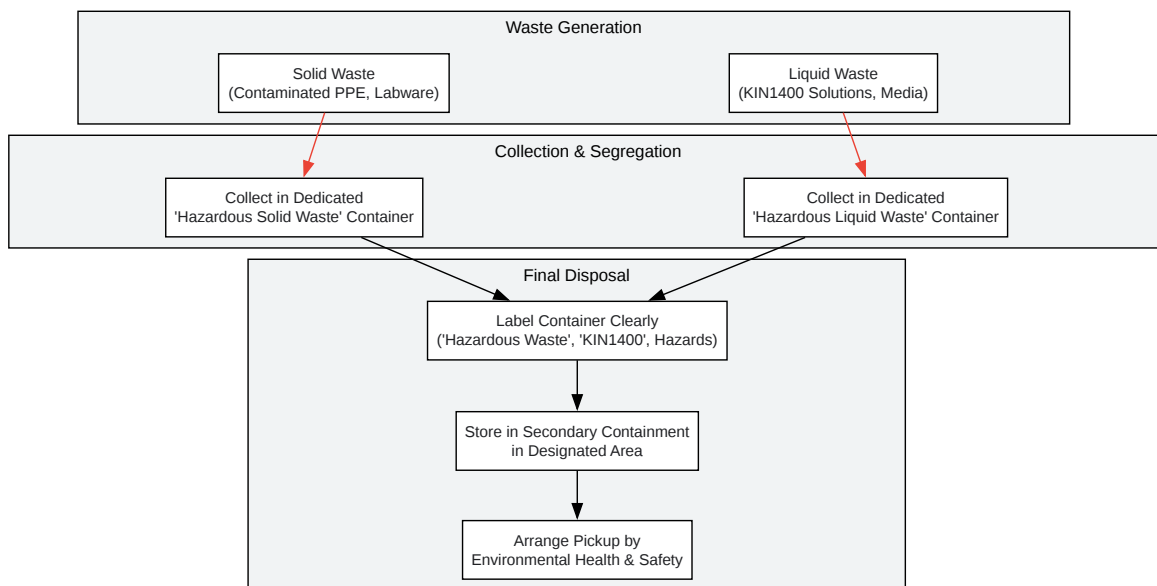 Waste Generation
Solid Waste
(Contaminated PPE, Labware)
Liquid Waste
(KIN1400 Solutions, Media)
Collection & Segregation
Collect in Dedicated
'Hazardous Solid Waste' Container
Collect in Dedicated
'Hazardous Liquid Waste' Container
Final Disposal
Label Container Clearly
('Hazardous Waste', 'KIN1400', Hazards)
Store in Secondary Containment
in Designated Area
Arrange Pickup by
Environmental Health & Safety